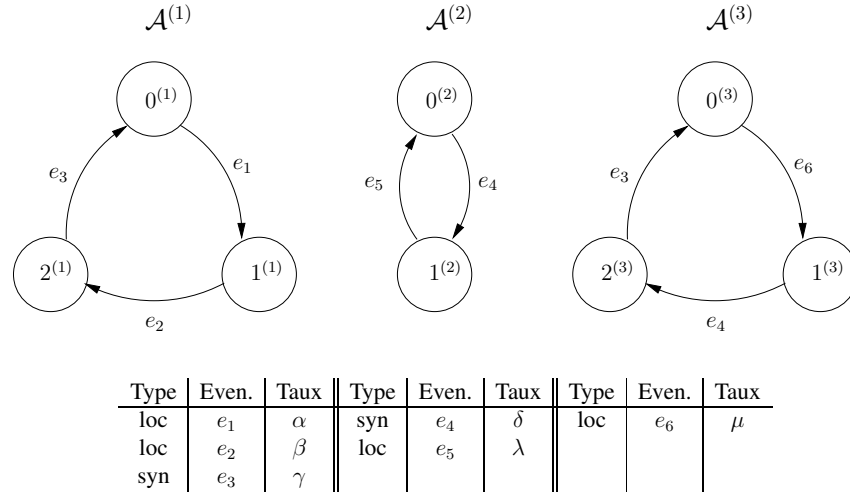 𝒜⁽¹⁾ 𝒜⁽²⁾ 𝒜⁽³⁾
0⁽¹⁾ 0⁽²⁾ 0⁽³⁾
e₃ e₁ e₅ e₄ e₃ e₆
2⁽¹⁾ 1⁽¹⁾ 1⁽²⁾ 2⁽³⁾ 1⁽³⁾
e₂ e₄
Type Even. Taux Type Even. Taux Type Even. Taux
loc e₁ α syn e₄ δ loc e₆ μ
loc e₂ β loc e₅ λ
syn e₃ γ